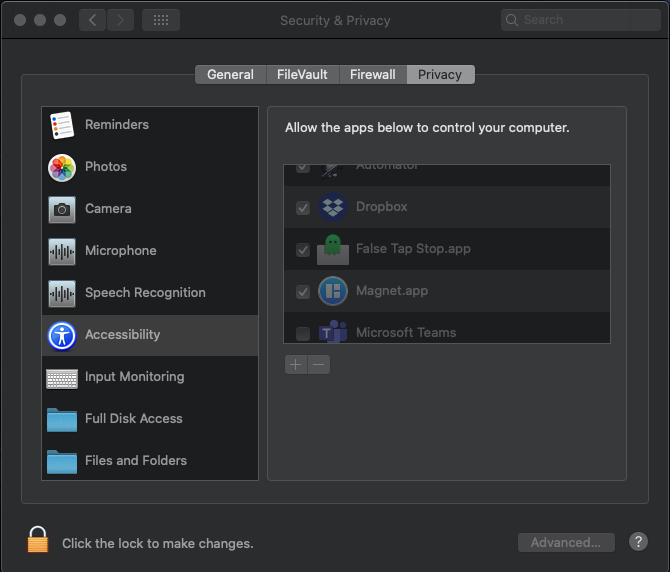 Security & Privacy
Search
General
FileVault
Firewall
Privacy
Reminders
Photos
Camera
Microphone
Speech Recognition
Accessibility
Input Monitoring
Full Disk Access
Files and Folders
Allow the apps below to control your computer.
Automator
Dropbox
False Tap Stop.app
Magnet.app
Microsoft Teams
Click the lock to make changes.
Advanced...
?